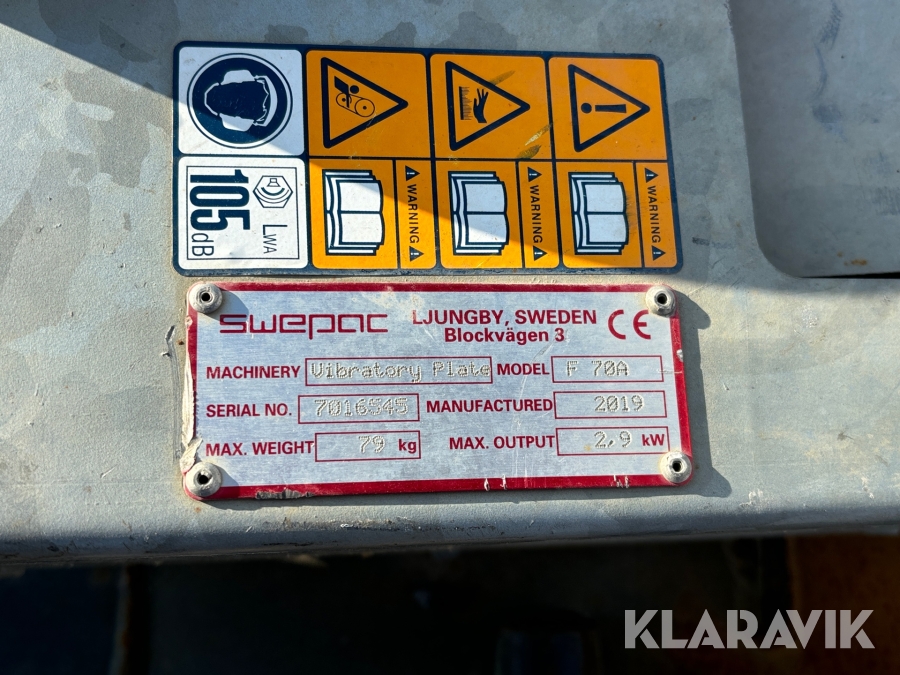 105 dB
LWA
WARNING
WARNING
WARNING
swepac LJUNGBY, SWEDEN CE
Blockvägen 3
MACHINERY Vibratory Plate MODEL F 70A
SERIAL NO. 7016545 MANUFACTURED 2019
MAX. WEIGHT 79 kg MAX. OUTPUT 2,9 kW
KLARAVIK